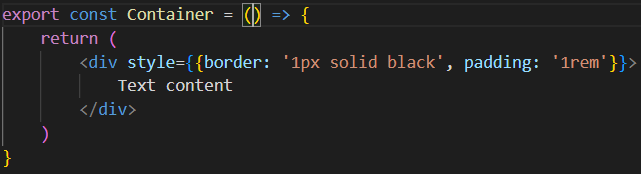 export const Container = () => {
    return (
        <div style={{border: '1px solid black', padding: '1rem'}}>
            Text content
        </div>
    )
}